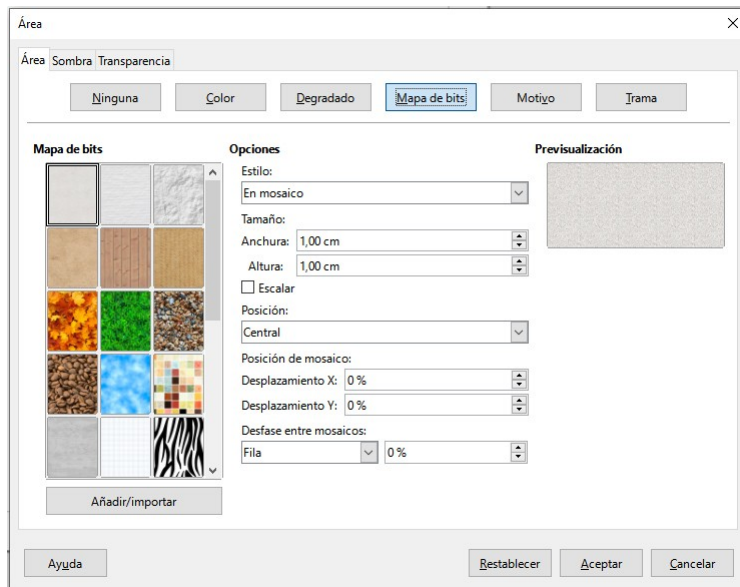 Área
Área Sombra Transparencia
Ninguna Color Degradado Mapa de bits Motivo Trama
Mapa de bits Opciones Previsualización
Estilo:
En mosaico
Tamaño:
Anchura: 1,00 cm
Altura: 1,00 cm
Escalar
Posición:
Central
Posición de mosaico:
Desplazamiento X: 0 %
Desplazamiento Y: 0 %
Desfase entre mosaicos:
Fila 0 %
Añadir/importar
Ayuda Restablecer Aceptar Cancelar